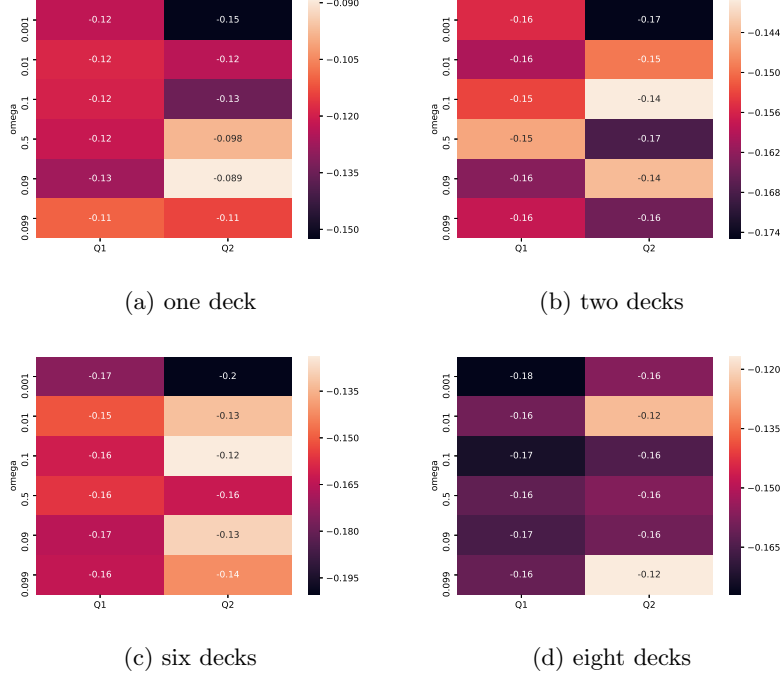 0.001 -0.12 -0.15 −0.090
0.01 -0.12 -0.12 −0.105
0.1 -0.12 -0.13 −0.120
omega
0.5 -0.12 -0.098
0.09 -0.13 -0.089 −0.135
0.099 -0.11 -0.11 −0.150
Q1 Q2
(a) one deck
0.001 -0.16 -0.17 −0.144
0.01 -0.16 -0.15 −0.150
0.1 -0.15 -0.14 −0.156
omega
0.5 -0.15 -0.17 −0.162
0.09 -0.16 -0.14 −0.168
0.099 -0.16 -0.16 −0.174
Q1 Q2
(b) two decks
0.001 -0.17 -0.2 −0.135
0.01 -0.15 -0.13 −0.150
0.1 -0.16 -0.12 −0.165
omega
0.5 -0.16 -0.16
0.09 -0.17 -0.13 −0.180
0.099 -0.16 -0.14 −0.195
Q1 Q2
(c) six decks
0.001 -0.18 -0.16 −0.120
0.01 -0.16 -0.12 −0.135
0.1 -0.17 -0.16
omega
0.5 -0.16 -0.16 −0.150
0.09 -0.17 -0.16 −0.165
0.099 -0.16 -0.12
Q1 Q2
(d) eight decks